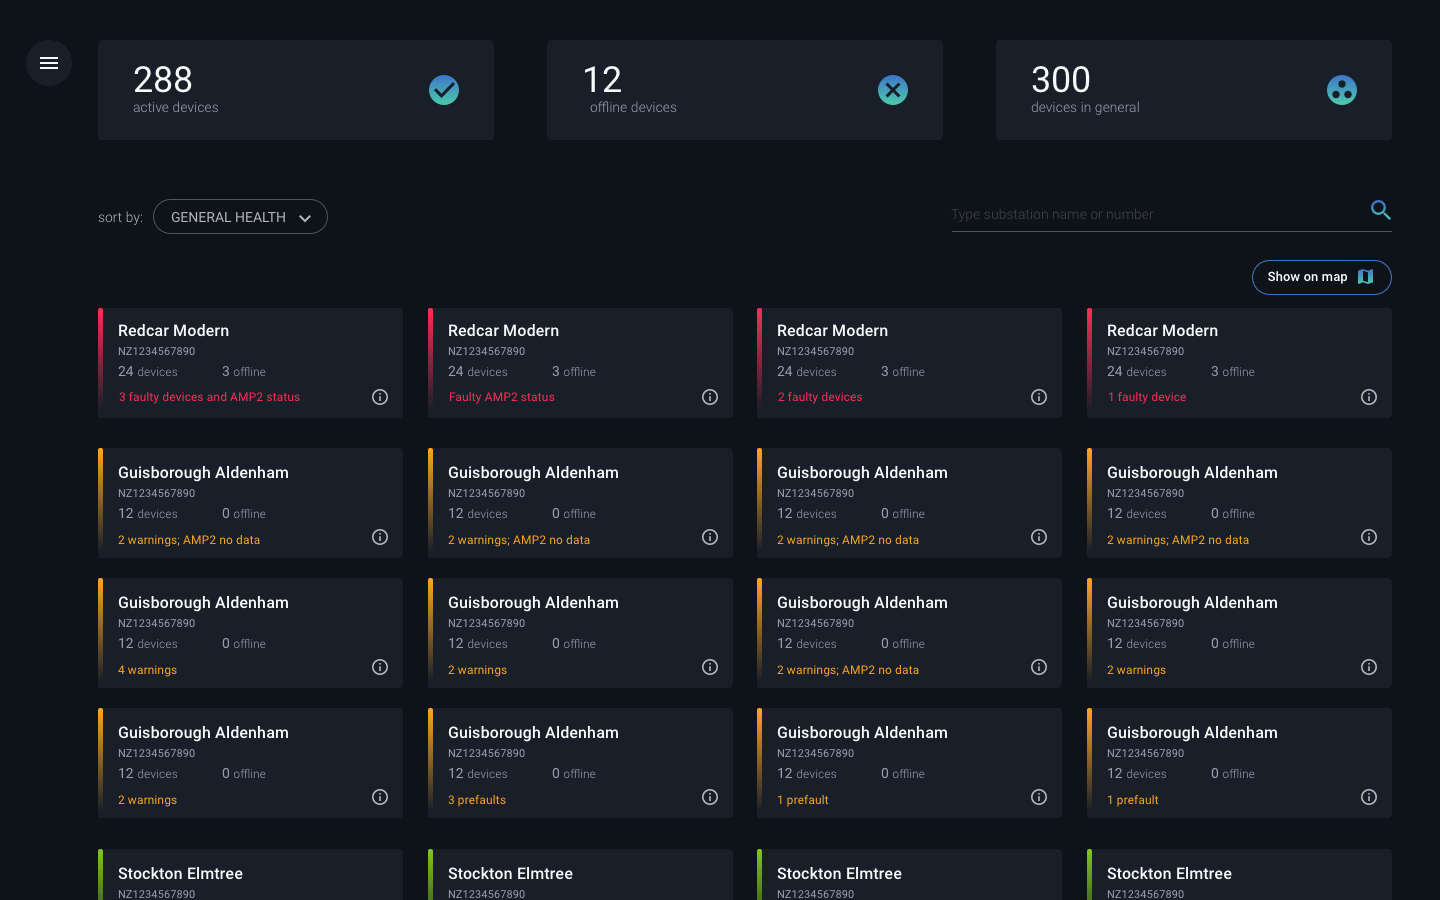 288
active devices
12
offline devices
300
devices in general
sort by: GENERAL HEALTH
Type substation name or number
Show on map
Redcar Modern
NZ1234567890
24 devices 3 offline
3 faulty devices and AMP2 status
Redcar Modern
NZ1234567890
24 devices 3 offline
Faulty AMP2 status
Redcar Modern
NZ1234567890
24 devices 3 offline
2 faulty devices
Redcar Modern
NZ1234567890
24 devices 3 offline
1 faulty device
Guisborough Aldenham
NZ1234567890
12 devices 0 offline
2 warnings; AMP2 no data
Guisborough Aldenham
NZ1234567890
12 devices 0 offline
2 warnings; AMP2 no data
Guisborough Aldenham
NZ1234567890
12 devices 0 offline
2 warnings; AMP2 no data
Guisborough Aldenham
NZ1234567890
12 devices 0 offline
2 warnings; AMP2 no data
Guisborough Aldenham
NZ1234567890
12 devices 0 offline
4 warnings
Guisborough Aldenham
NZ1234567890
12 devices 0 offline
2 warnings
Guisborough Aldenham
NZ1234567890
12 devices 0 offline
2 warnings; AMP2 no data
Guisborough Aldenham
NZ1234567890
12 devices 0 offline
2 warnings
Guisborough Aldenham
NZ1234567890
12 devices 0 offline
2 warnings
Guisborough Aldenham
NZ1234567890
12 devices 0 offline
3 prefaults
Guisborough Aldenham
NZ1234567890
12 devices 0 offline
1 prefault
Guisborough Aldenham
NZ1234567890
12 devices 0 offline
1 prefault
Stockton Elmtree
NZ1234567890
Stockton Elmtree
NZ1234567890
Stockton Elmtree
NZ1234567890
Stockton Elmtree
NZ1234567890